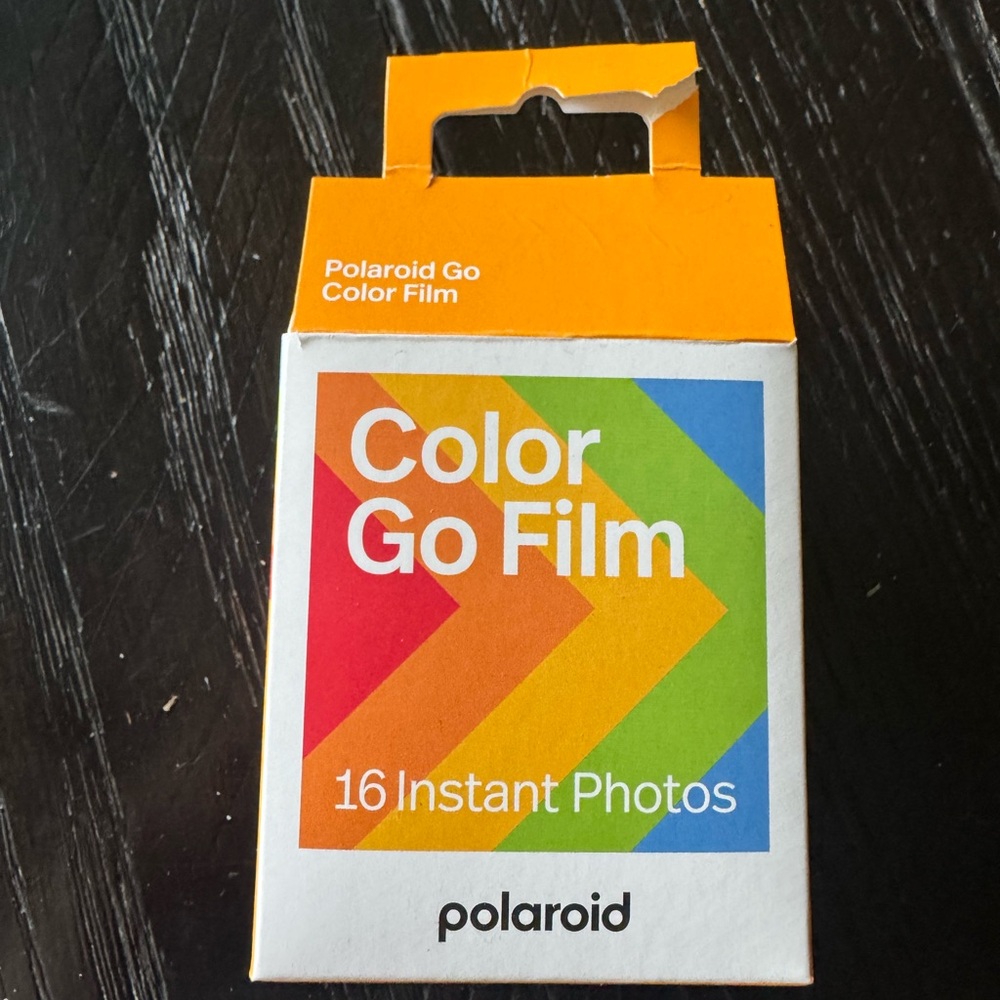 Polaroid Go
Color Film
Color
Go Film
16 Instant Photos
polaroid